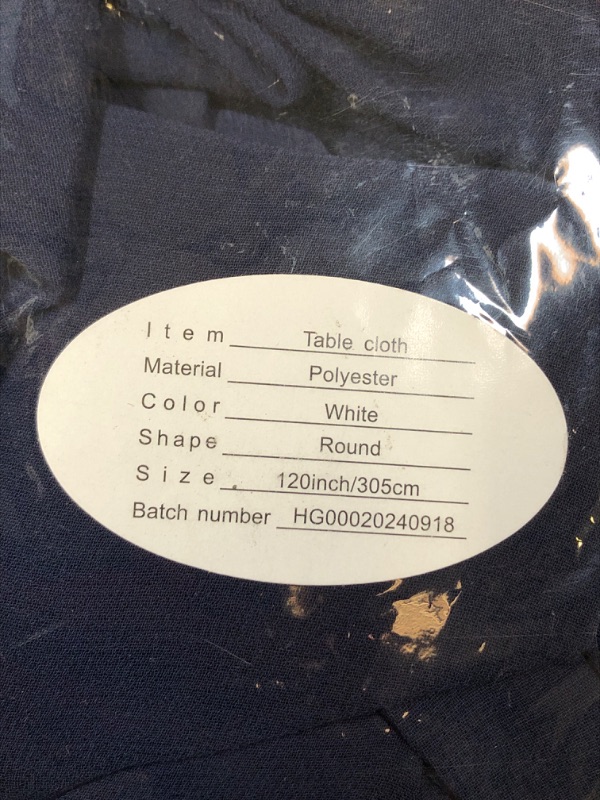 Item Table cloth
Material Polyester
Color White
Shape Round
Size 120inch/305cm
Batch number HG00020240918